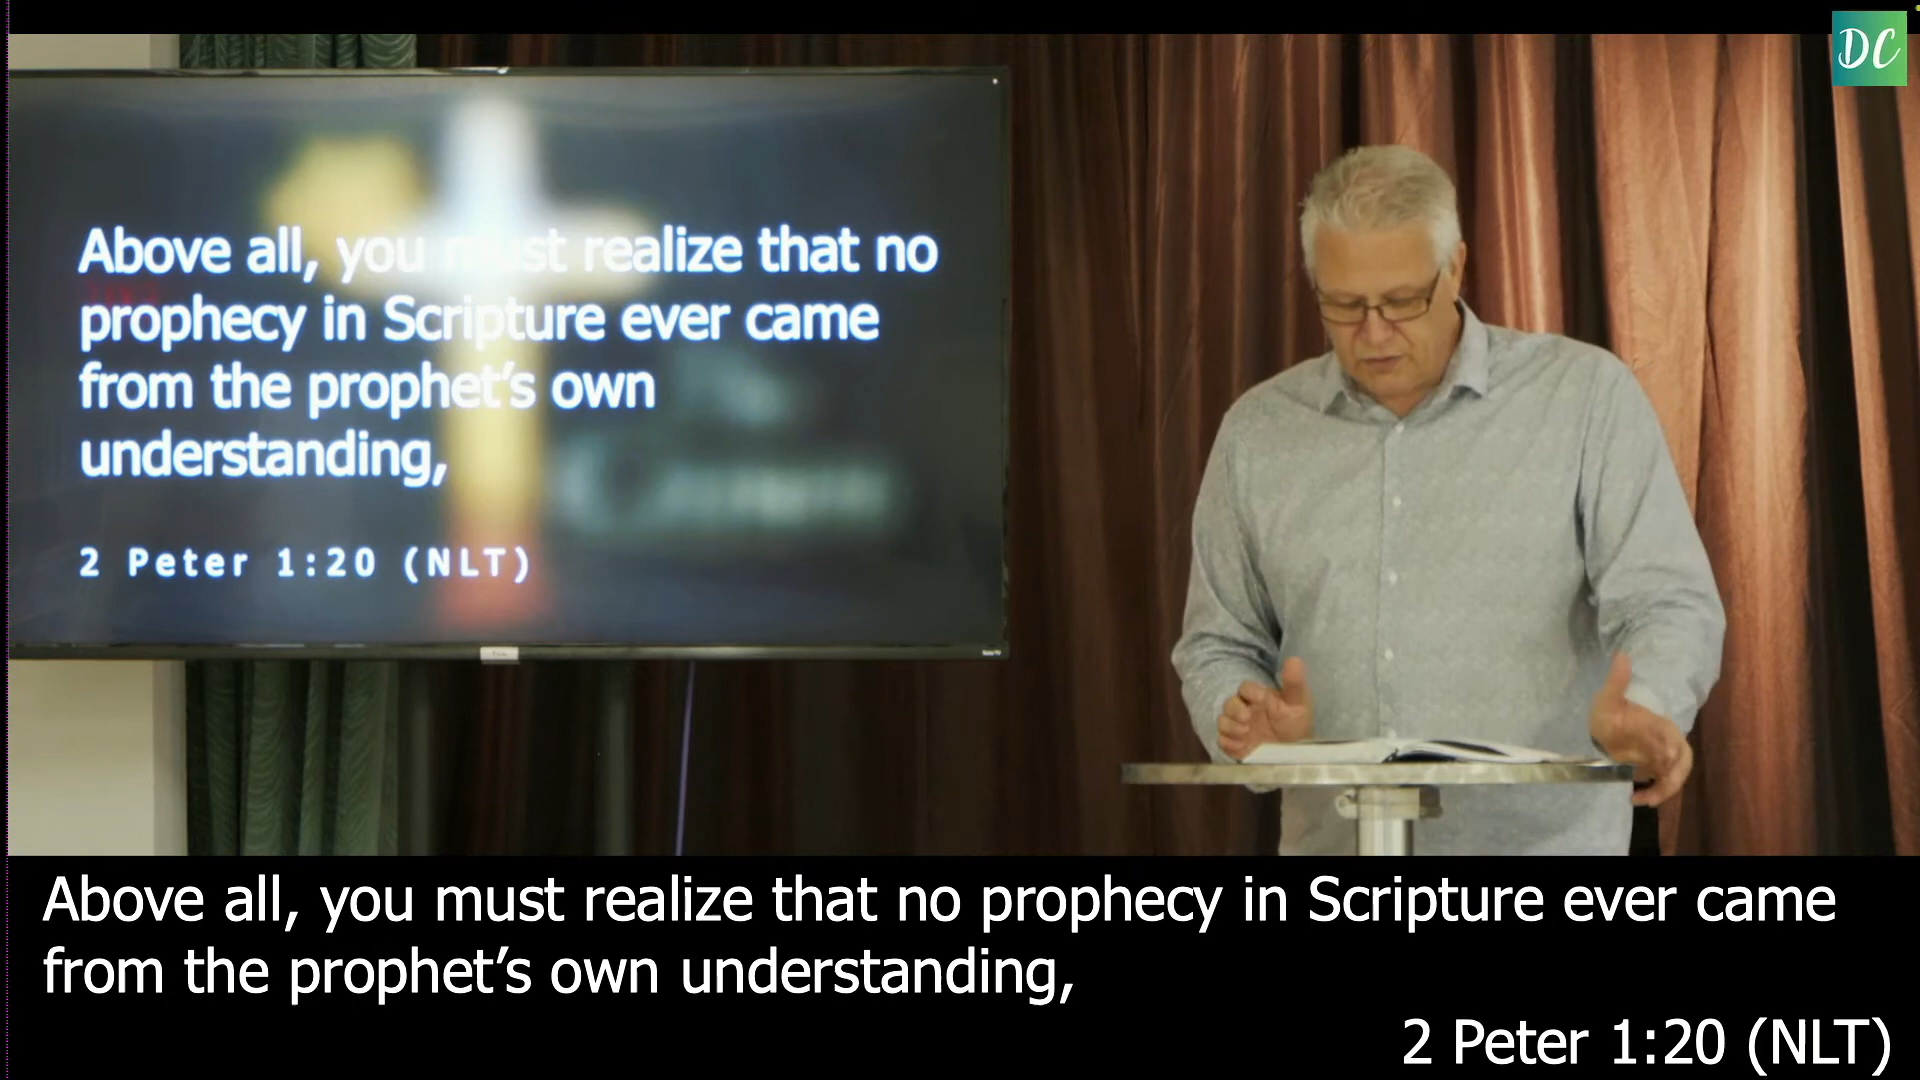 DC
Above all, you must realize that no
prophecy in Scripture ever came
from the prophet’s own
understanding,
2 Peter 1:20 (NLT)
Above all, you must realize that no prophecy in Scripture ever came
from the prophet’s own understanding,
2 Peter 1:20 (NLT)